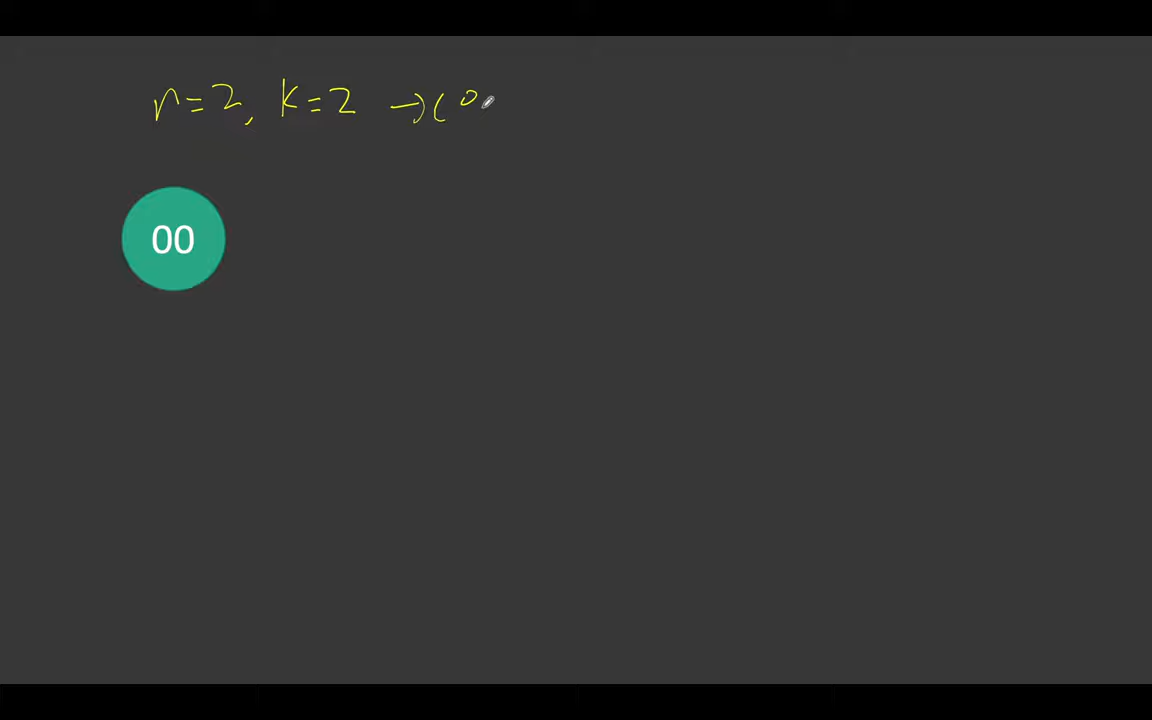 n=2, k=2 →(0
00